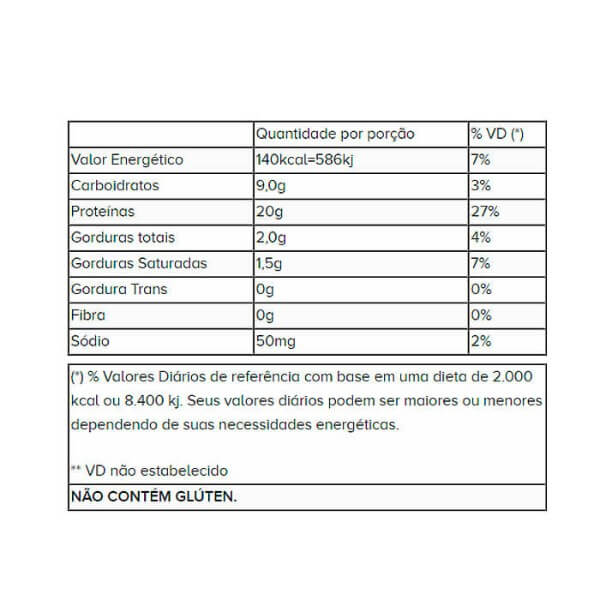 Quantidade por porção % VD (*)
Valor Energético 140kcal=586kj 7%
Carboidratos 9,0g 3%
Proteínas 20g 27%
Gorduras totais 2,0g 4%
Gorduras Saturadas 1,5g 7%
Gordura Trans 0g 0%
Fibra 0g 0%
Sódio 50mg 2%
(*) % Valores Diários de referência com base em uma dieta de 2.000
kcal ou 8.400 kj. Seus valores diários podem ser maiores ou menores
dependendo de suas necessidades energéticas.
** VD não estabelecido
NÃO CONTÉM GLÚTEN.